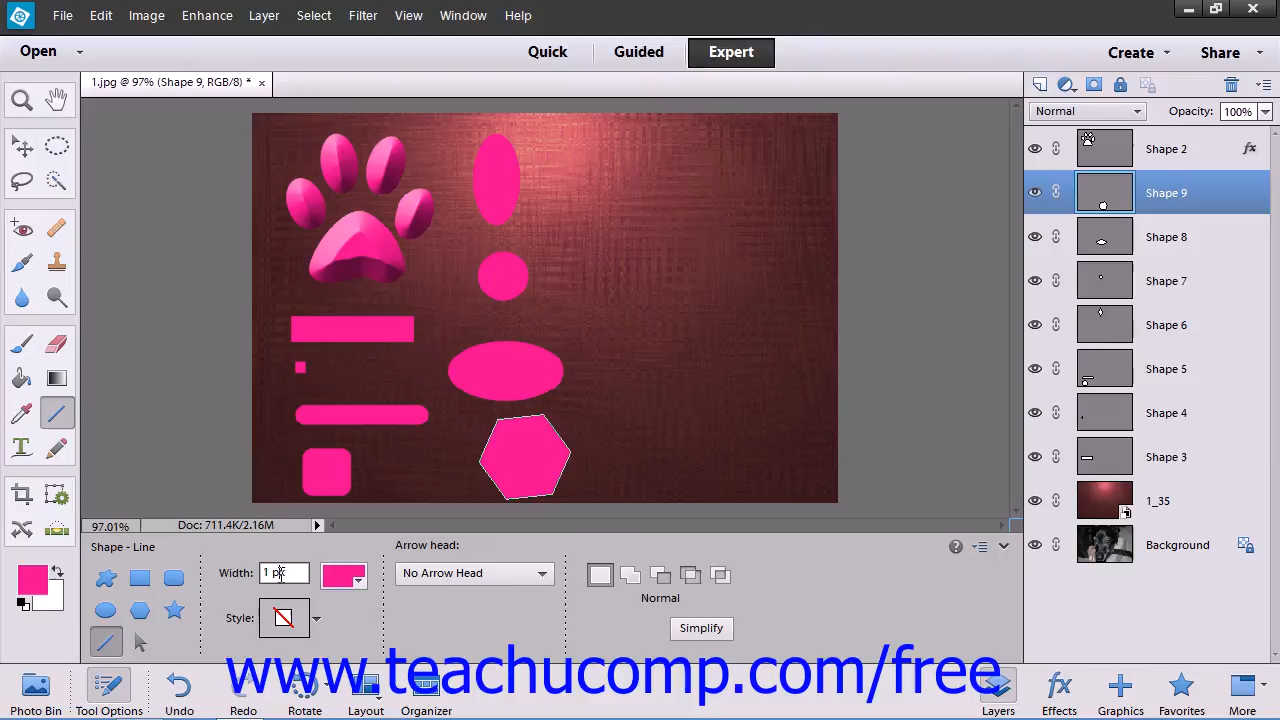 File Edit Image Enhance Layer Select Filter View Window Help
Open Quick Guided Expert Create Share
1.jpg @ 97% (Shape 9, RGB/8) *
Normal Opacity: 100%
Shape 2 fx
Shape 9
Shape 8
Shape 7
Shape 6
Shape 5
Shape 4
Shape 3
1_35
Background
97.01% Doc: 711.4K/2.16M
Shape - Line
Arrow head:
Width: 1 px
No Arrow Head
Normal
Style:
Simplify
www.teachucomp.com/free
Photo Bin Tool Options Undo Redo Rotate Layout Organizer Layers Effects Graphics Favorites More